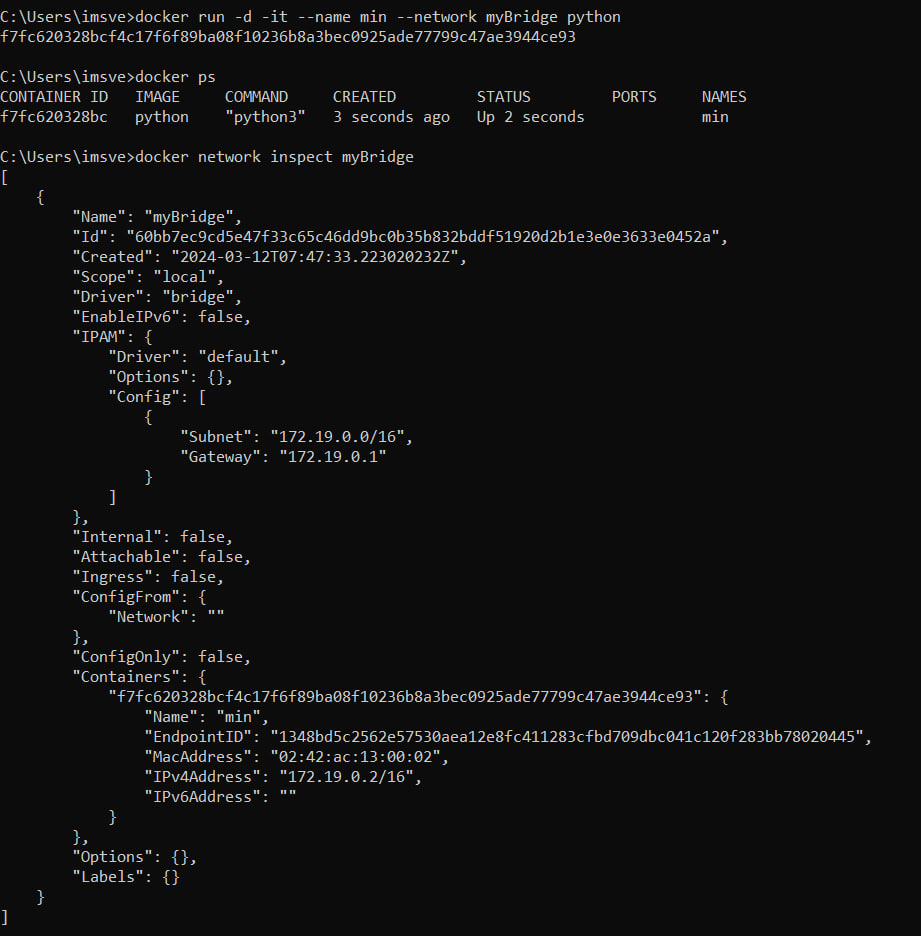 C:\Users\imsve>docker run -d -it --name min --network myBridge python
f7fc620328bcf4c17f6f89ba08f10236b8a3bec0925ade77799c47ae3944ce93
C:\Users\imsve>docker ps
CONTAINER ID   IMAGE     COMMAND     CREATED         STATUS         PORTS     NAMES
f7fc620328bc   python    "python3"   3 seconds ago   Up 2 seconds             min
C:\Users\imsve>docker network inspect myBridge
[
    {
        "Name": "myBridge",
        "Id": "60bb7ec9cd5e47f33c65c46dd9bc0b35b832bddf51920d2b1e3e0e3633e0452a",
        "Created": "2024-03-12T07:47:33.223020232Z",
        "Scope": "local",
        "Driver": "bridge",
        "EnableIPv6": false,
        "IPAM": {
            "Driver": "default",
            "Options": {},
            "Config": [
                {
                    "Subnet": "172.19.0.0/16",
                    "Gateway": "172.19.0.1"
                }
            ]
        },
        "Internal": false,
        "Attachable": false,
        "Ingress": false,
        "ConfigFrom": {
            "Network": ""
        },
        "ConfigOnly": false,
        "Containers": {
            "f7fc620328bcf4c17f6f89ba08f10236b8a3bec0925ade77799c47ae3944ce93": {
                "Name": "min",
                "EndpointID": "1348bd5c2562e57530aea12e8fc411283cfbd709dbc041c120f283bb78020445",
                "MacAddress": "02:42:ac:13:00:02",
                "IPv4Address": "172.19.0.2/16",
                "IPv6Address": ""
            }
        },
        "Options": {},
        "Labels": {}
    }
]